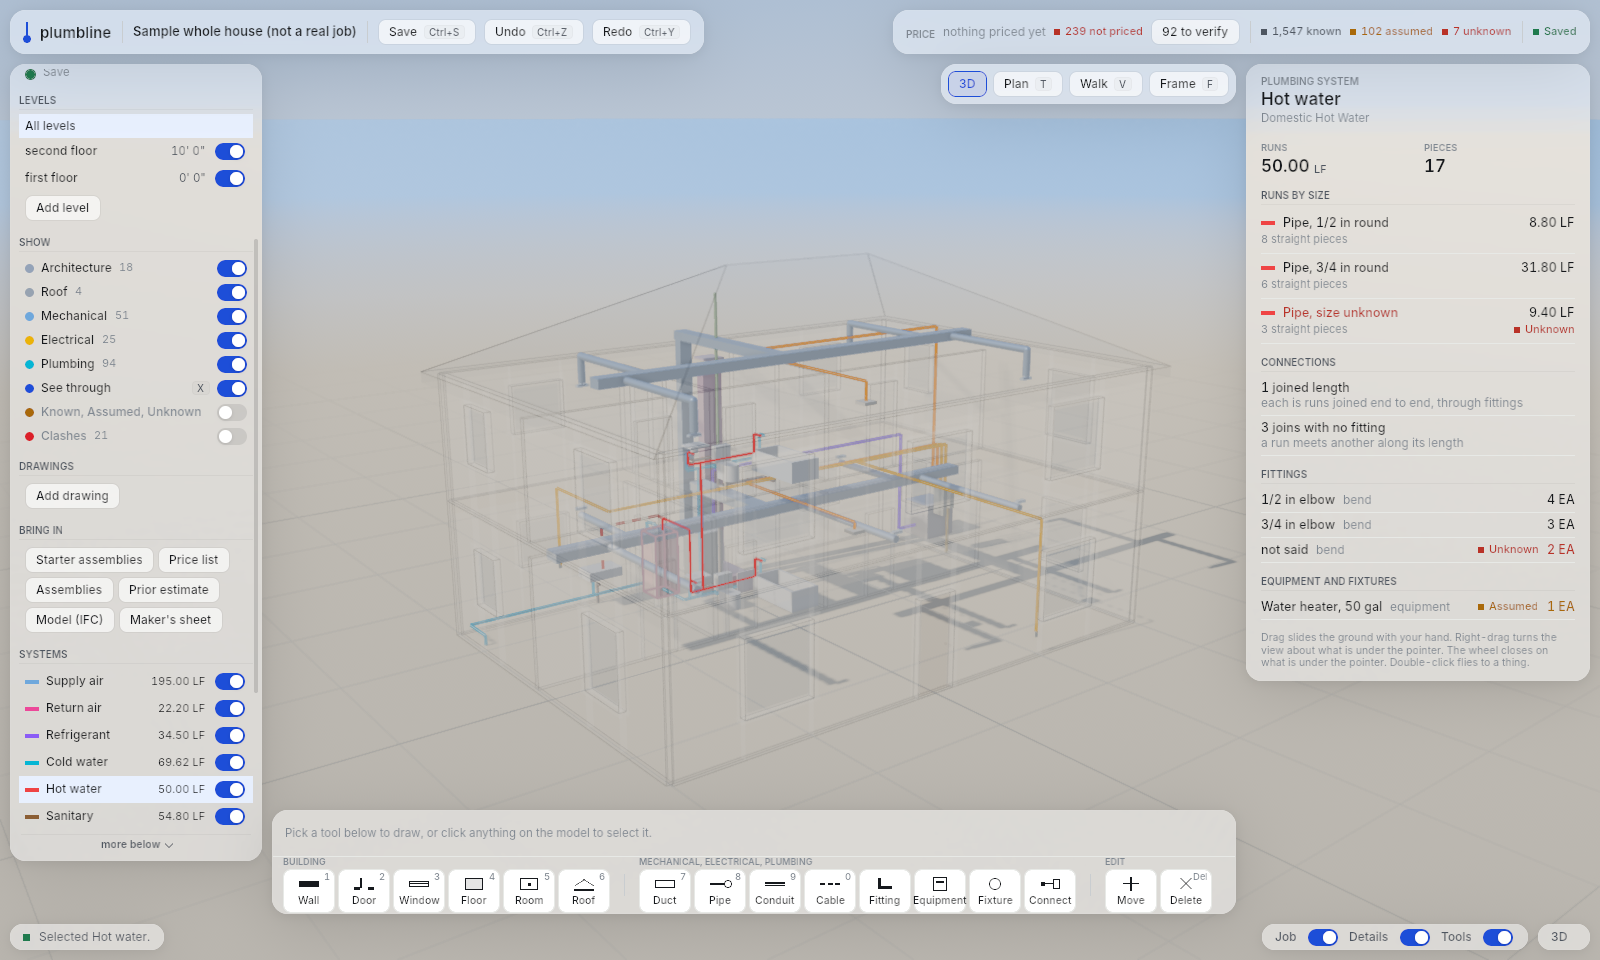 plumbline
Sample whole house (not a real job)
Save Ctrl+S
Undo Ctrl+Z
Redo Ctrl+Y
PRICE nothing priced yet 239 not priced 92 to verify 1,547 known 102 assumed 7 unknown Saved
Save
LEVELS
All levels
second floor 10' 0"
first floor 0' 0"
Add level
SHOW
Architecture 18
Roof 4
Mechanical 51
Electrical 25
Plumbing 94
See through X
Known, Assumed, Unknown
Clashes 21
DRAWINGS
Add drawing
BRING IN
Starter assemblies Price list
Assemblies Prior estimate
Model (IFC) Maker's sheet
SYSTEMS
Supply air 195.00 LF
Return air 22.20 LF
Refrigerant 34.50 LF
Cold water 69.62 LF
Hot water 50.00 LF
Sanitary 54.80 LF
more below
3D Plan T Walk V Frame F
PLUMBING SYSTEM
Hot water
Domestic Hot Water
RUNS PIECES
50.00 LF 17
RUNS BY SIZE
Pipe, 1/2 in round 8.80 LF
8 straight pieces
Pipe, 3/4 in round 31.80 LF
6 straight pieces
Pipe, size unknown 9.40 LF
3 straight pieces Unknown
CONNECTIONS
1 joined length
each is runs joined end to end, through fittings
3 joins with no fitting
a run meets another along its length
FITTINGS
1/2 in elbow bend 4 EA
3/4 in elbow bend 3 EA
not said bend Unknown 2 EA
EQUIPMENT AND FIXTURES
Water heater, 50 gal equipment Assumed 1 EA
Drag slides the ground with your hand. Right-drag turns the
view about what is under the pointer. The wheel closes on
what is under the pointer. Double-click flies to a thing.
Pick a tool below to draw, or click anything on the model to select it.
BUILDING MECHANICAL, ELECTRICAL, PLUMBING EDIT
1 2 3 4 5 6 7 8 9 0 Del
Wall Door Window Floor Room Roof Duct Pipe Conduit Cable Fitting Equipment Fixture Connect Move Delete
Selected Hot water.
Job Details Tools 3D